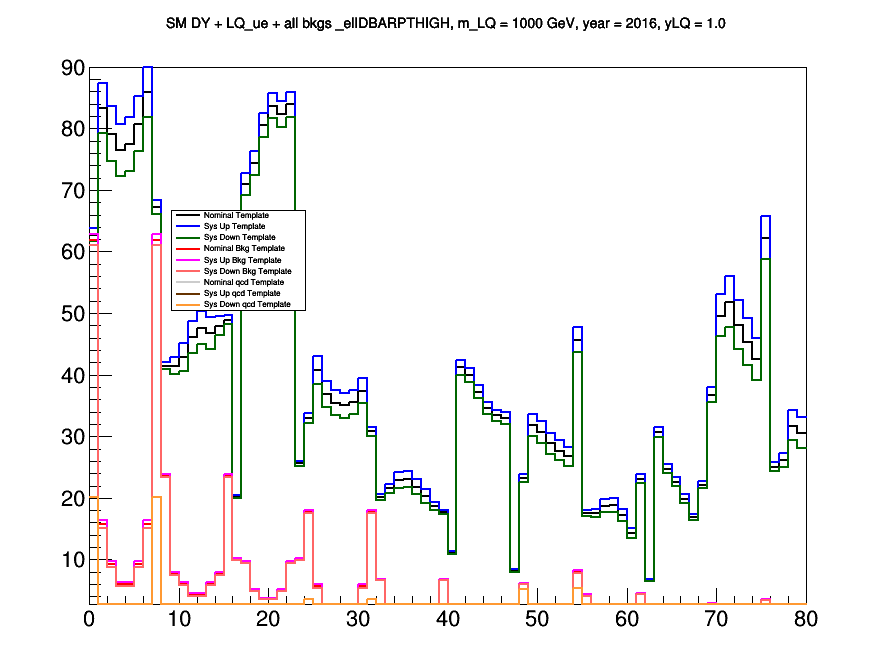 SM DY + LQ_ue + all bkgs _ellDBARPTHIGH, m_LQ = 1000 GeV, year = 2016, yLQ = 1.0
90
80
70
60
50
40
30
20
10
Nominal Template
Sys Up Template
Sys Down Template
Nominal Bkg Template
Sys Up Bkg Template
Sys Down Bkg Template
Nominal qcd Template
Sys Up qcd Template
Sys Down qcd Template
0 10 20 30 40 50 60 70 80